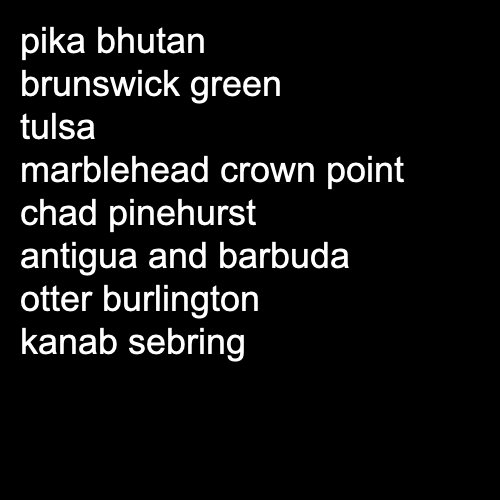 pika bhutan
brunswick green
tulsa
marblehead crown point
chad pinehurst
antigua and barbuda
otter burlington
kanab sebring